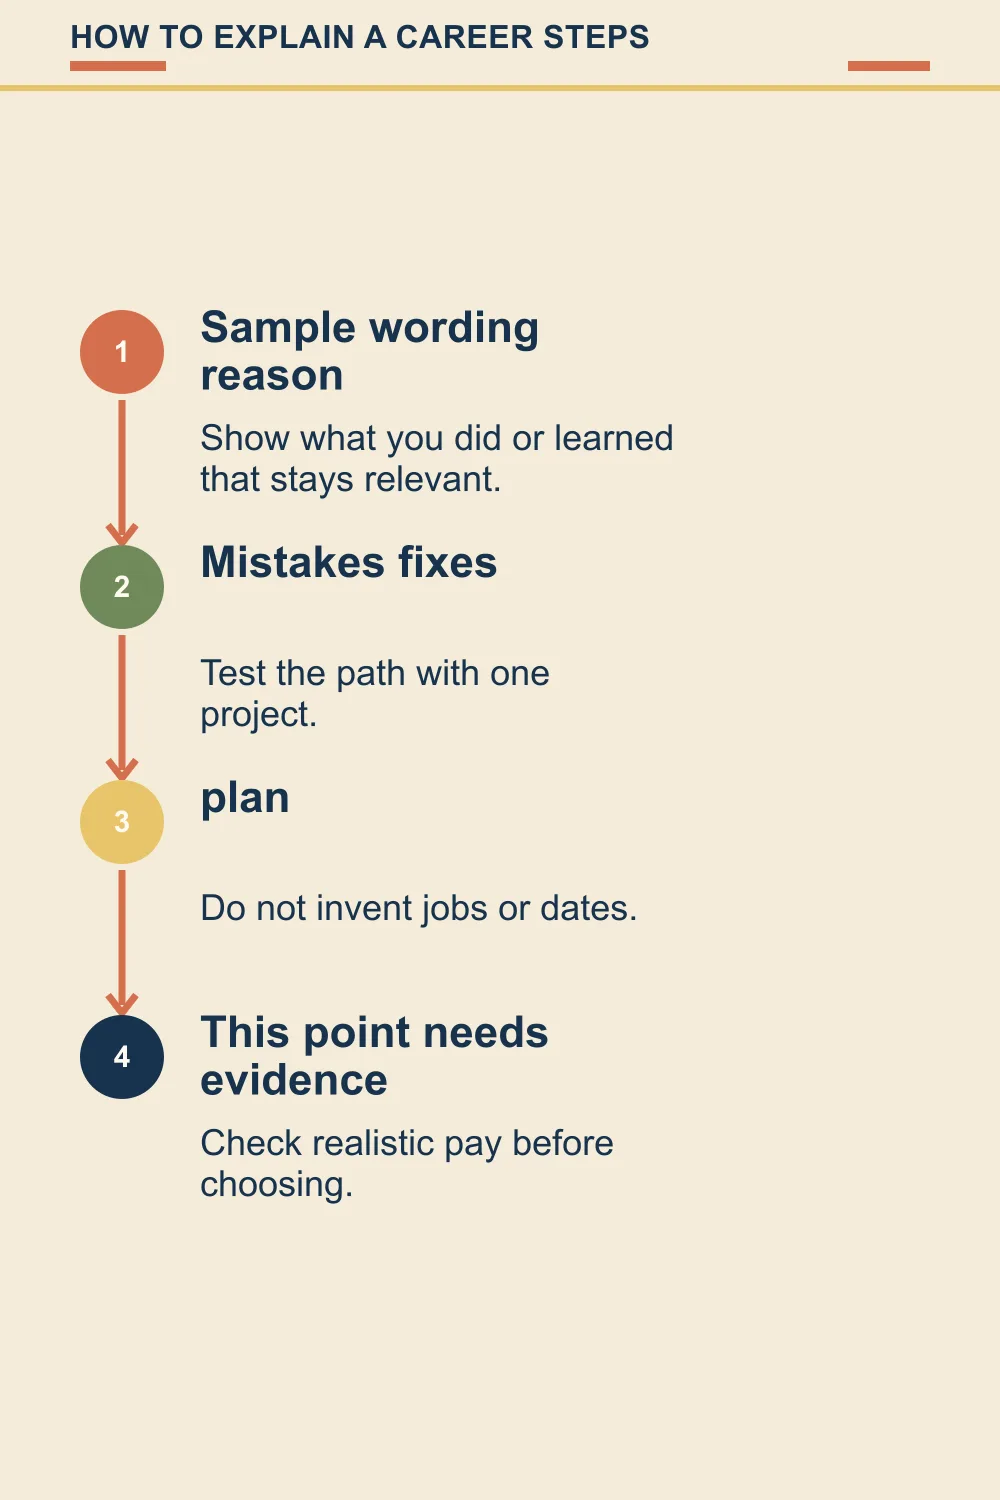 HOW TO EXPLAIN A CAREER STEPS
1
Sample wording
reason
Show what you did or learned
that stays relevant.
2
Mistakes fixes
Test the path with one
project.
3
plan
Do not invent jobs or dates.
4
This point needs
evidence
Check realistic pay before
choosing.